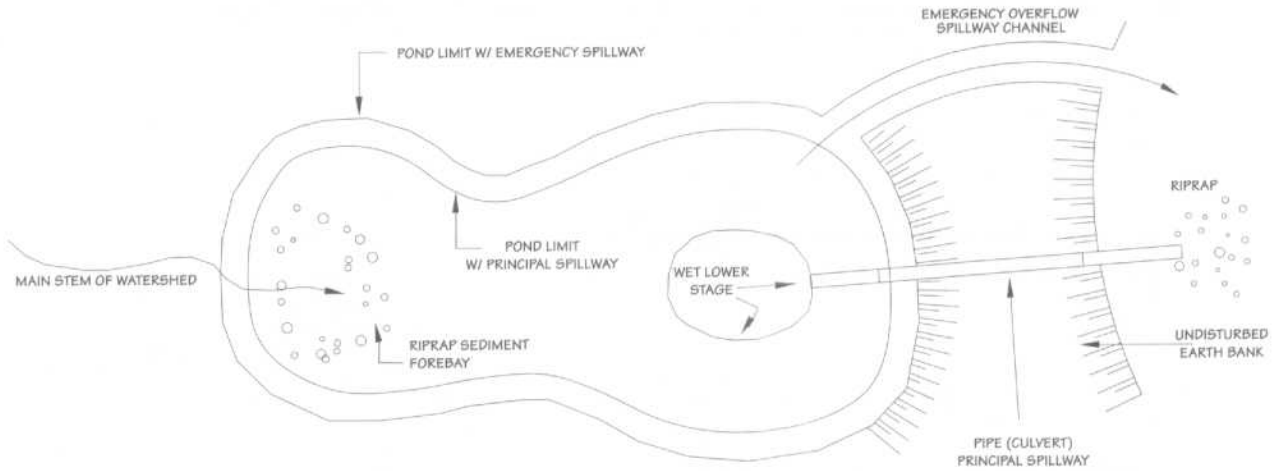 EMERGENCY OVERFLOW
SPILLWAY CHANNEL
POND LIMIT W/ EMERGENCY SPILLWAY
RIPRAP
POND LIMIT
W/ PRINCIPAL SPILLWAY
MAIN STEM OF WATERSHED
WET LOWER
STAGE
RIPRAP SEDIMENT
FOREBAY
UNDISTURBED
EARTH BANK
PIPE (CULVERT)
PRINCIPAL SPILLWAY